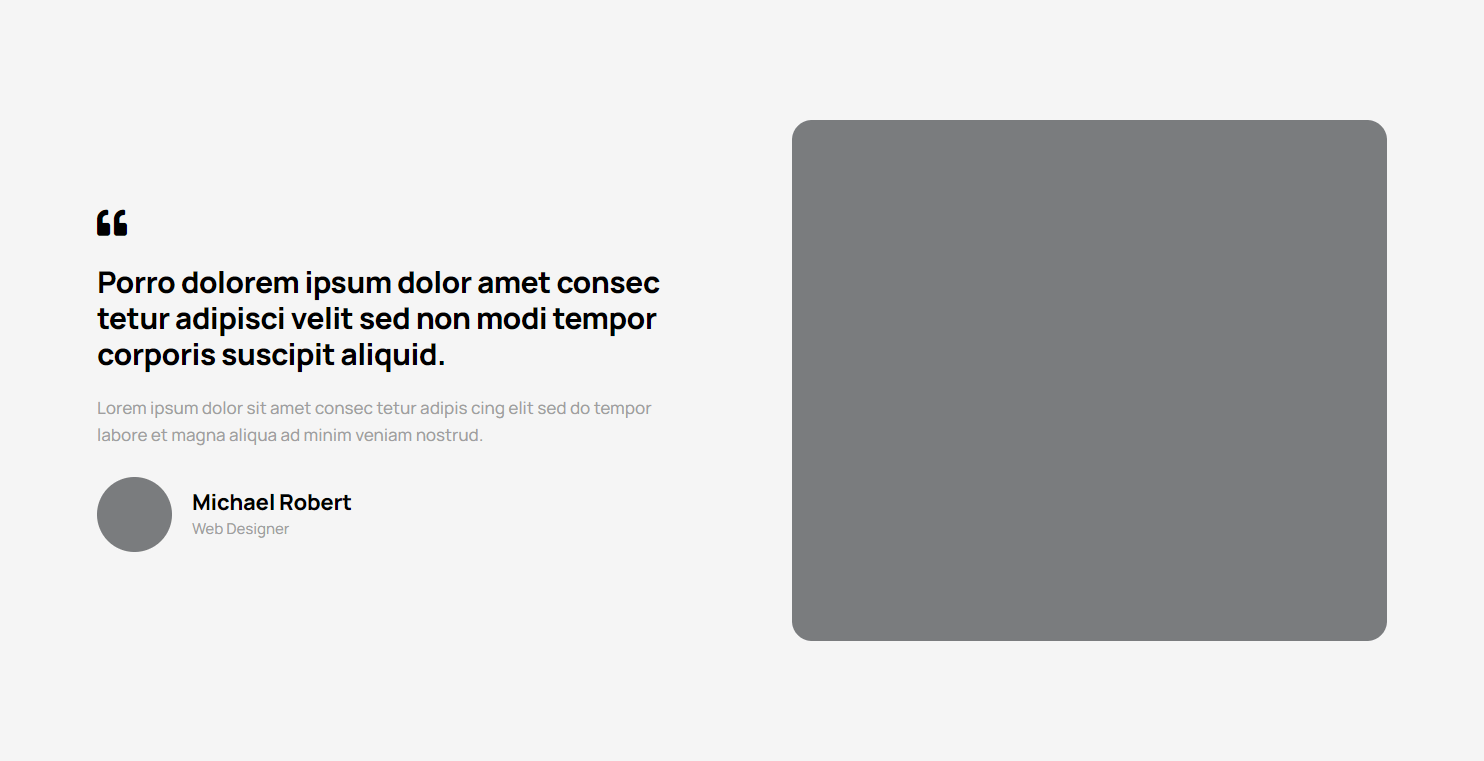 “
Porro dolorem ipsum dolor amet consec
tetur adipisci velit sed non modi tempor
corporis suscipit aliquid.
Lorem ipsum dolor sit amet consec tetur adipis cing elit sed do tempor
labore et magna aliqua ad minim veniam nostrud.
Michael Robert
Web Designer